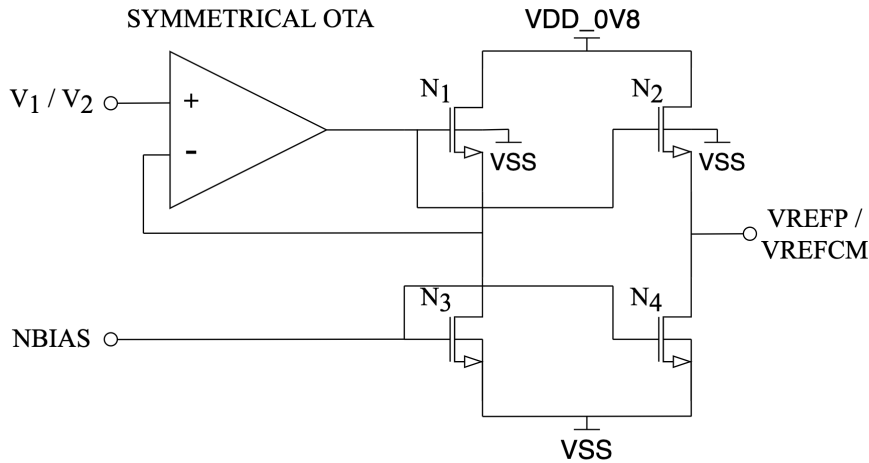 SYMMETRICAL OTA
VDD_0V8
V1 / V2
+
-
N1
N2
VSS
VSS
VREFP /
VREFCM
N3
N4
NBIAS
VSS